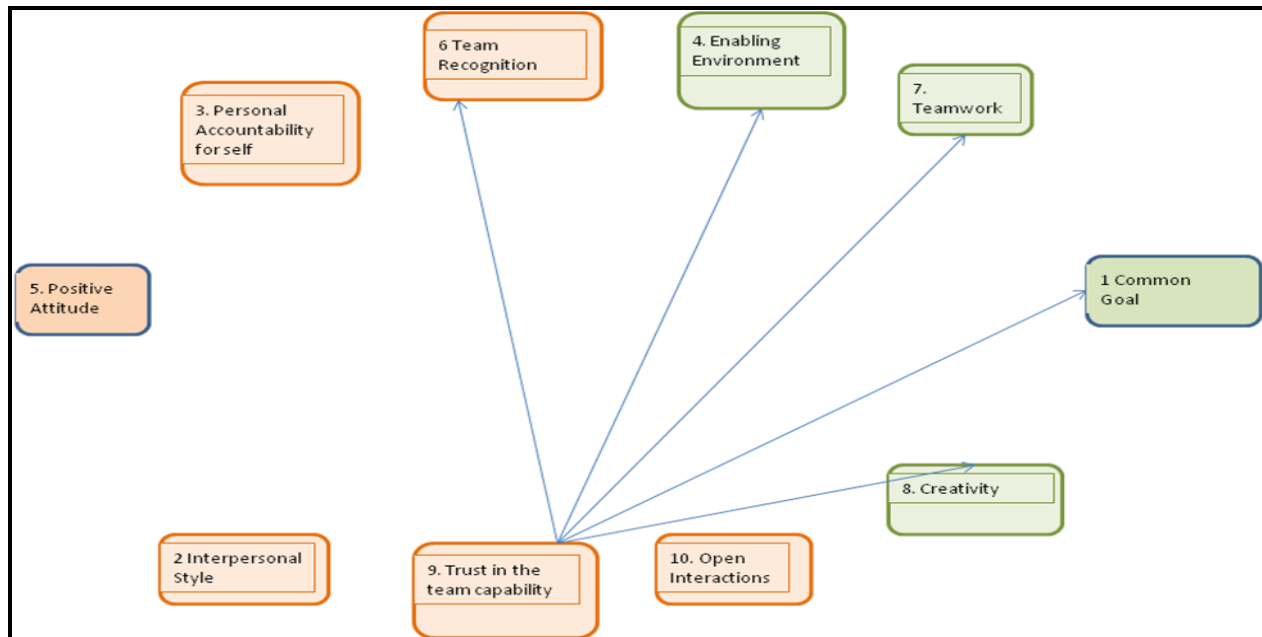 6 Team
Recognition
4. Enabling
Environment
7.
Teamwork
3. Personal
Accountability
for self
5. Positive
Attitude
1 Common
Goal
8. Creativity
2 Interpersonal
Style
9. Trust in the
team capability
10. Open
Interactions